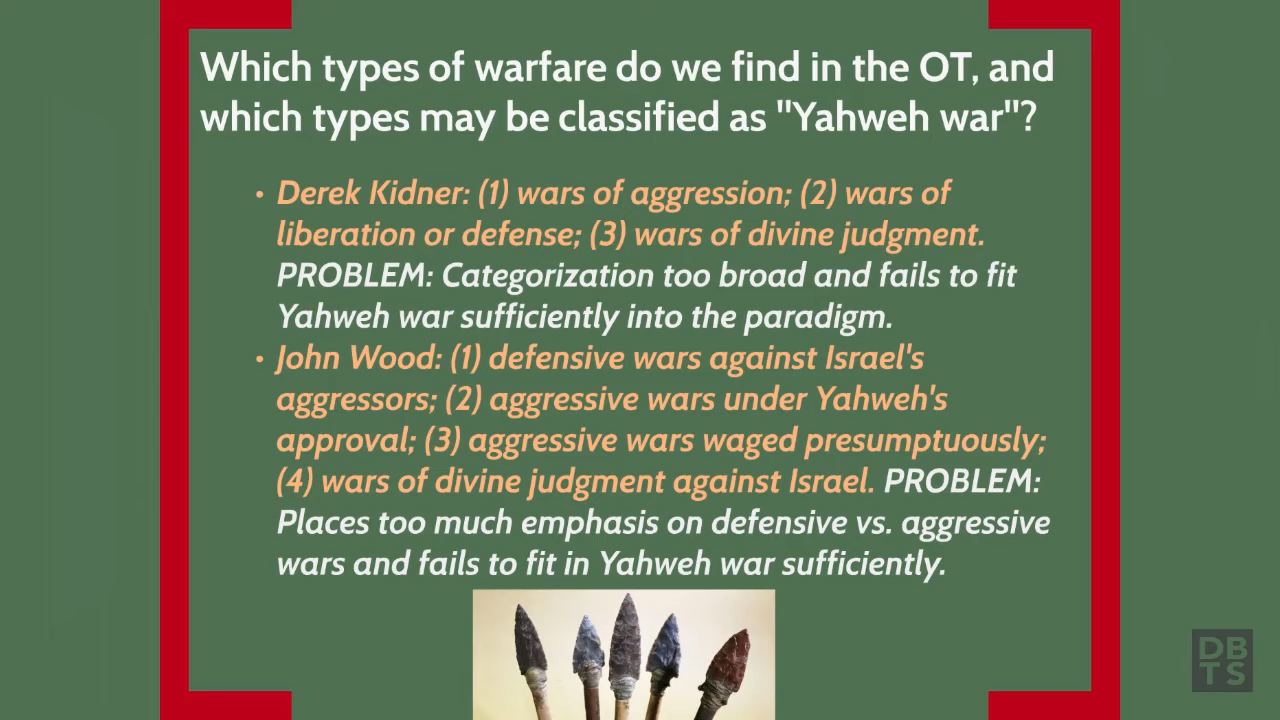 Which types of warfare do we find in the OT, and
which types may be classified as "Yahweh war"?
• Derek Kidner: (1) wars of aggression; (2) wars of
liberation or defense; (3) wars of divine judgment.
PROBLEM: Categorization too broad and fails to fit
Yahweh war sufficiently into the paradigm.
• John Wood: (1) defensive wars against Israel's
aggressors; (2) aggressive wars under Yahweh's
approval; (3) aggressive wars waged presumptuously;
(4) wars of divine judgment against Israel. PROBLEM:
Places too much emphasis on defensive vs. aggressive
wars and fails to fit in Yahweh war sufficiently.
DB
TS